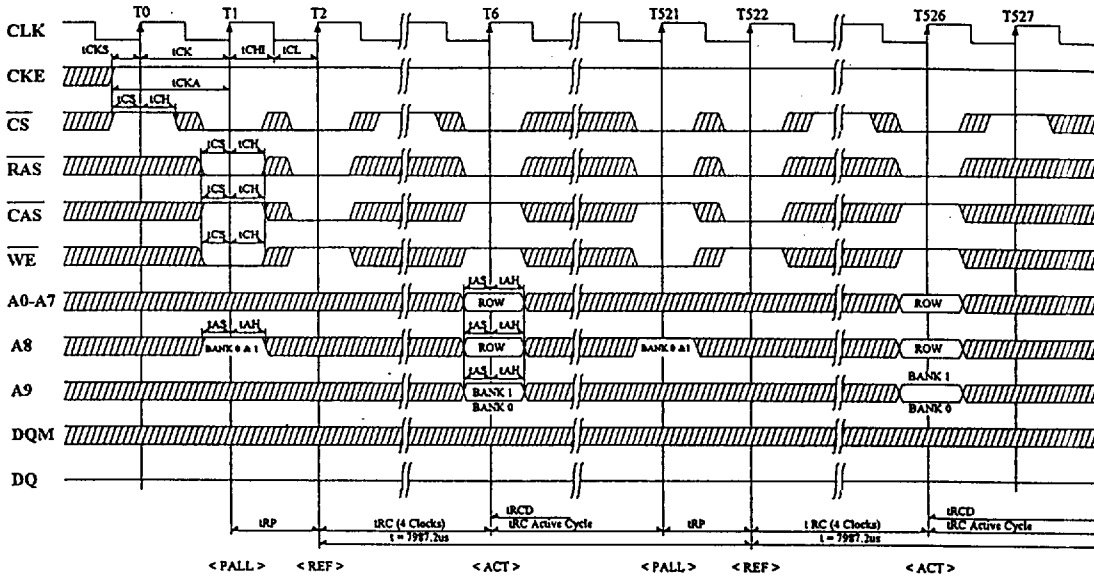 T0 T1 T2 T6 T521 T522 T526 T527
CLK
tCKS tCK tCHI tCL
CKE
tCKA
tCS tCH
CS
tCS tCH
RAS
tCS tCH
CAS
tCS tCH
WE
tAS tAH
A0-A7 ROW ROW
tAS tAH tAS tAH
A8 BANK 0 & 1 ROW BANK 0 &1 ROW
tAS tAH BANK 1
A9 BANK 1
BANK 0 BANK 0
DQM
DQ
tRCD tRCD
tRP tRC (4 Clocks) tRC Active Cycle tRP tRC (4 Clocks) tRC Active Cycle
t = 7987.2us t = 7987.2us
< PALL > < REF > < ACT > < PALL > < REF > < ACT >